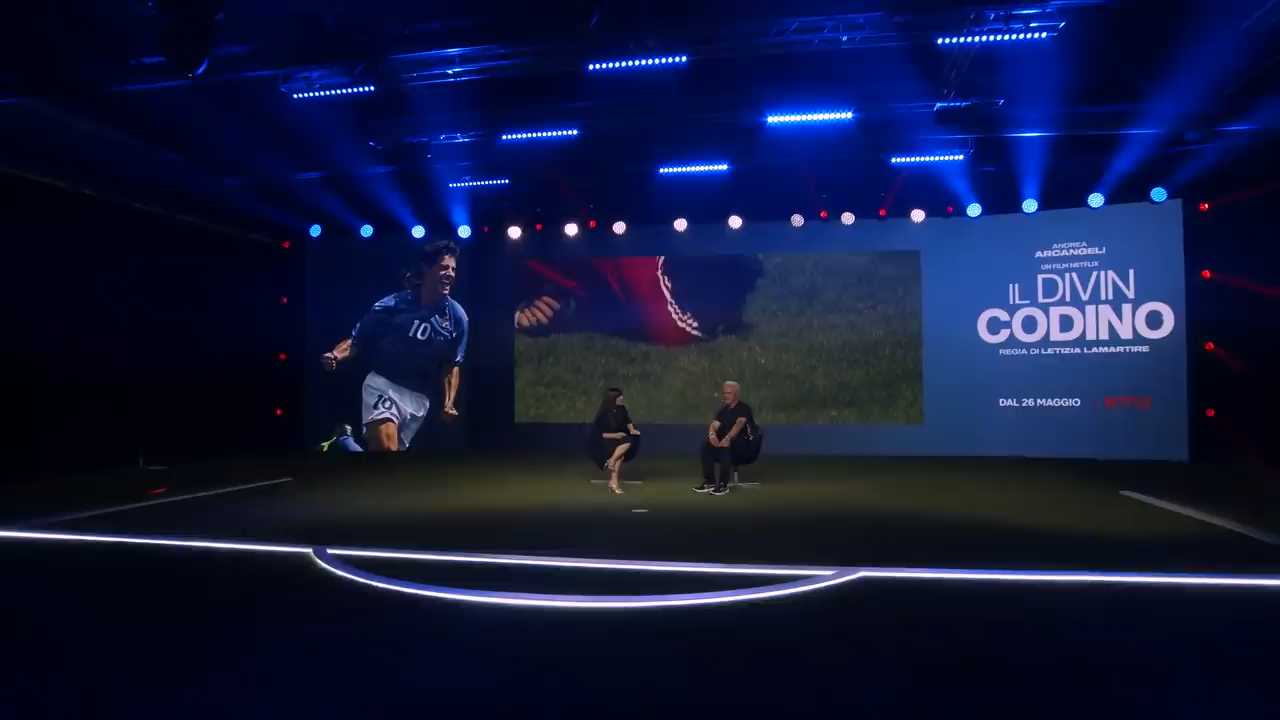 10
10
ANDREA
ARCANGELI
UN FILM NETFLIX
IL DIVIN
CODINO
REGIA DI LETIZIA LAMARTIRE
DAL 26 MAGGIO
NETFLIX